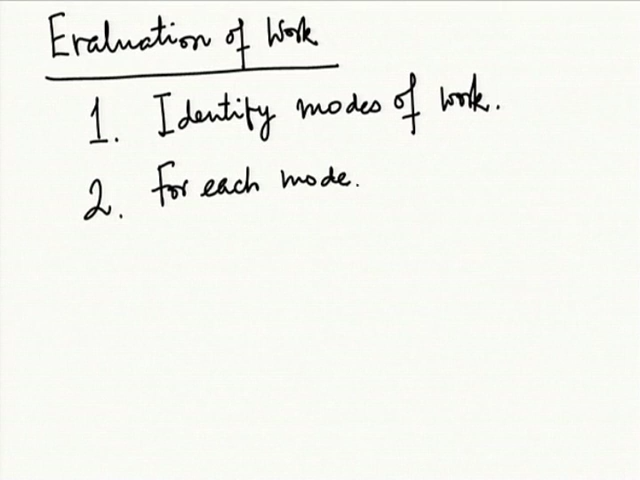 Evaluation of Work
1. Identify modes of work.
2. For each mode.